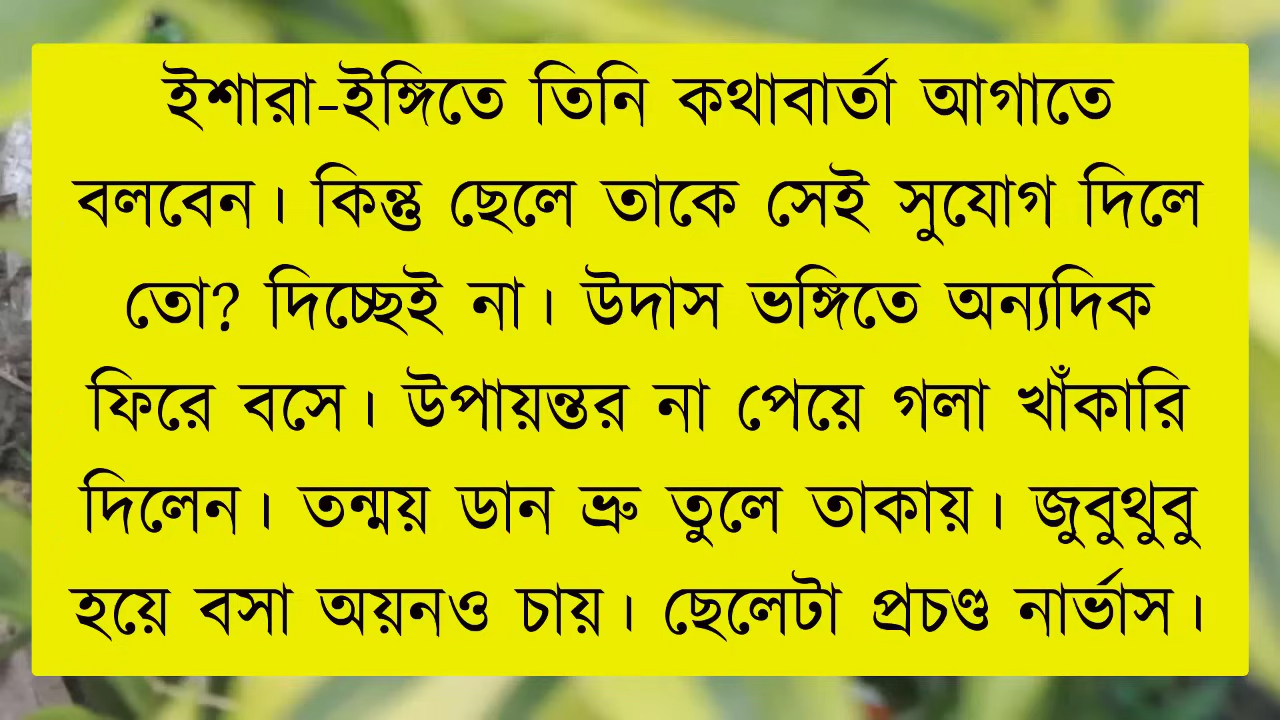 ইশারা-ইঙ্গিতে তিনি কথাবার্তা আগাতে
বলবেন। কিন্তু ছেলে তাকে সেই সুযোগ দিলে
তো? দিচ্ছেই না। উদাস ভঙ্গিতে অন্যদিক
ফিরে বসে। উপায়ন্তর না পেয়ে গলা খাঁকারি
দিলেন। তন্ময় ডান ভ্রু তুলে তাকায়। জুবুথুবু
হয়ে বসা অয়নও চায়। ছেলেটা প্রচণ্ড নার্ভাস।